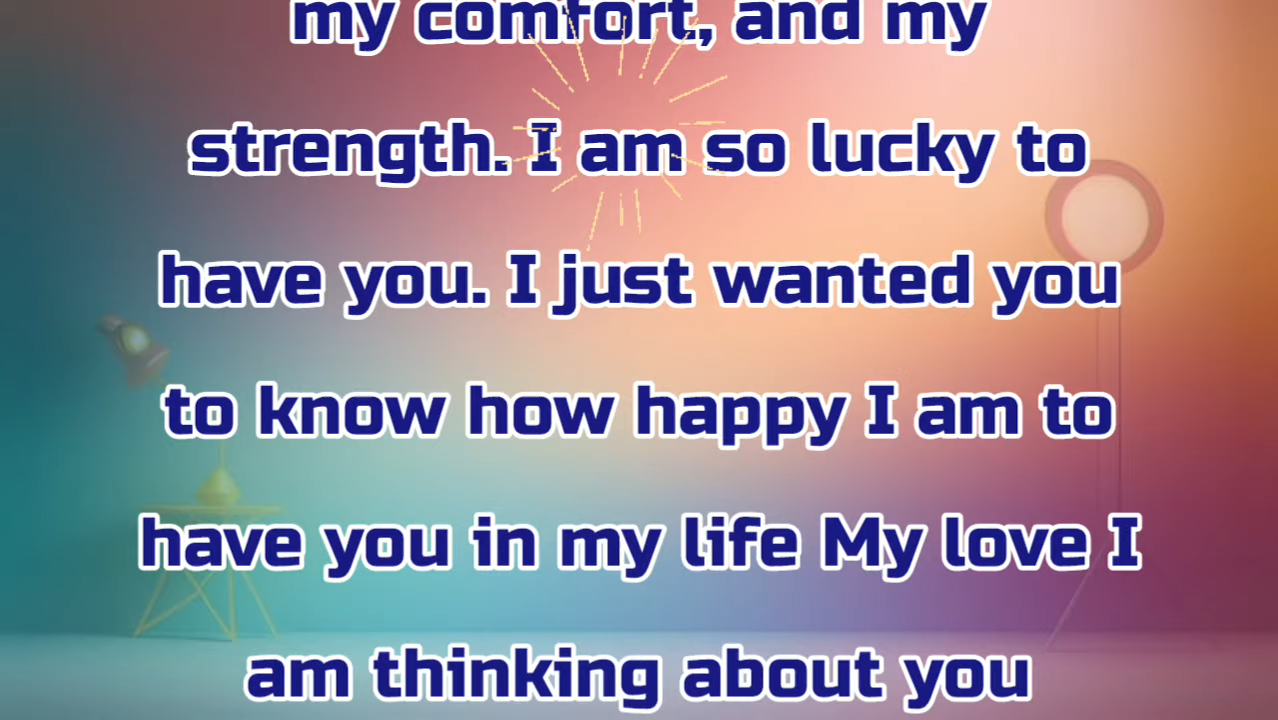 my comfort, and my
strength. I am so lucky to
have you. I just wanted you
to know how happy I am to
have you in my life My love I
am thinking about you